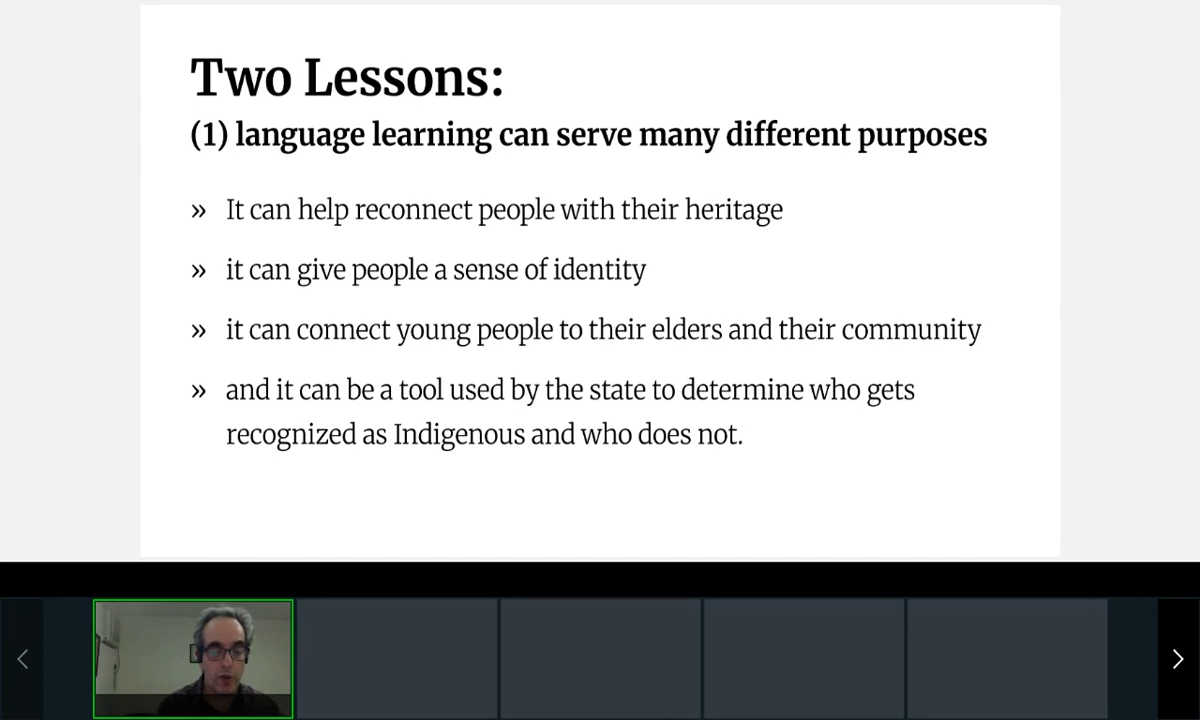 Two Lessons:
(1) language learning can serve many different purposes
» It can help reconnect people with their heritage
» it can give people a sense of identity
» it can connect young people to their elders and their community
» and it can be a tool used by the state to determine who gets
recognized as Indigenous and who does not.